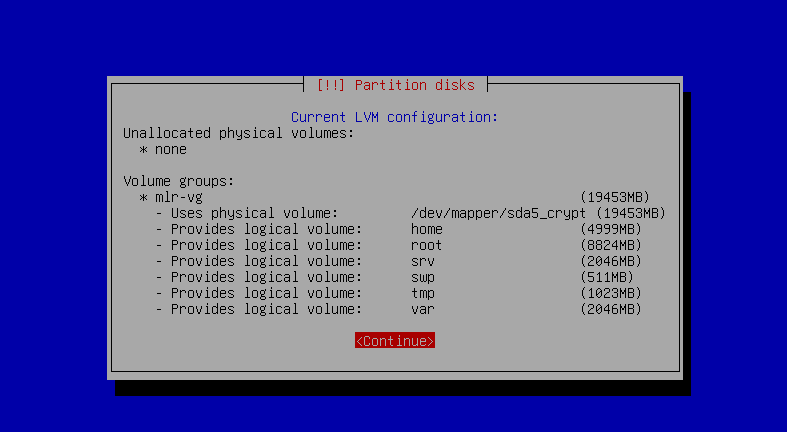 [!!] Partition disks
Current LVM configuration:
Unallocated physical volumes:
* none
Volume groups:
* mlr-vg (19453MB)
- Uses physical volume: /dev/mapper/sda5_crypt (19453MB)
- Provides logical volume: home (4999MB)
- Provides logical volume: root (8824MB)
- Provides logical volume: srv (2046MB)
- Provides logical volume: swp (511MB)
- Provides logical volume: tmp (1023MB)
- Provides logical volume: var (2046MB)
<Continue>